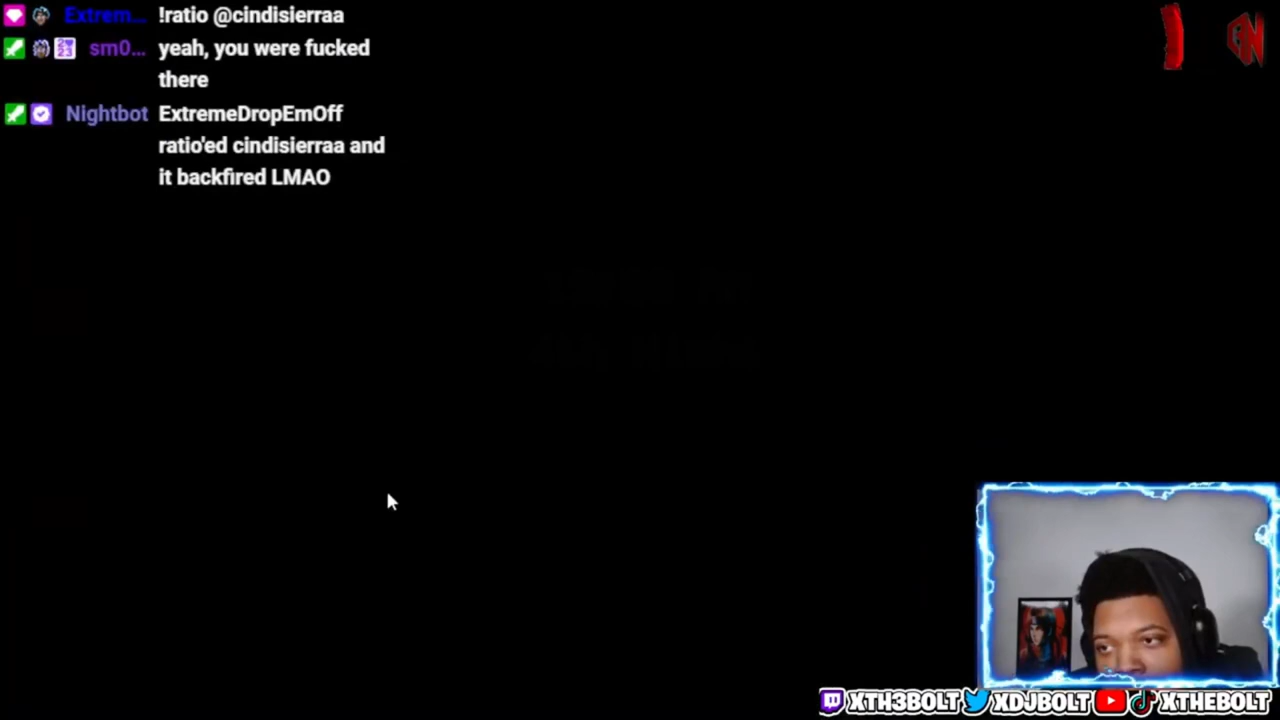 Extrem... !ratio @cindisierraa
sm0... yeah, you were fucked
there
Nightbot ExtremeDropEmOff
ratio'ed cindisierraa and
it backfired LMAO
XTH3BOLT XDJBOLT XTHEBOLT